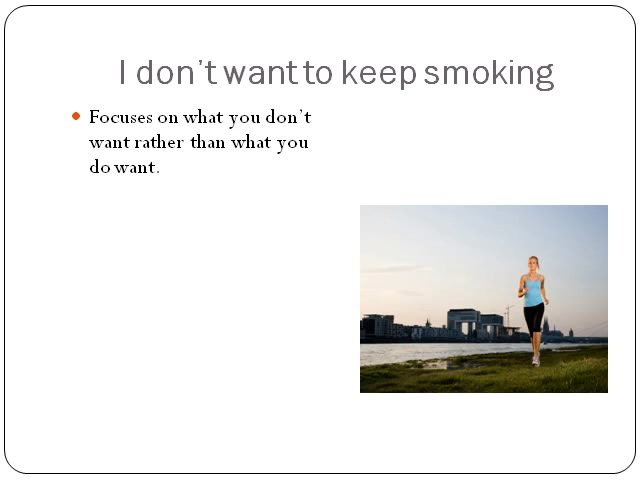 I don’t want to keep smoking
Focuses on what you don’t
want rather than what you
do want.